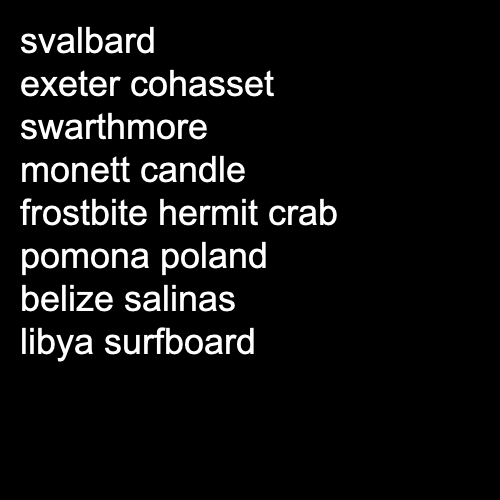 svalbard
exeter cohasset
swarthmore
monett candle
frostbite hermit crab
pomona poland
belize salinas
libya surfboard